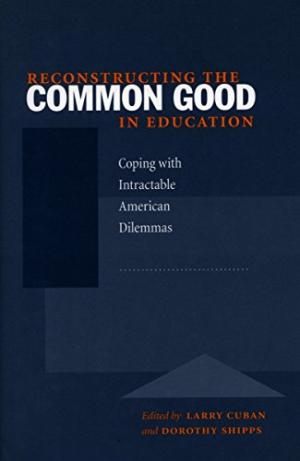 RECONSTRUCTING THE
COMMON GOOD
IN EDUCATION
Coping with
Intractable
American
Dilemmas
Edited by LARRY CUBAN
and DOROTHY SHIPPS